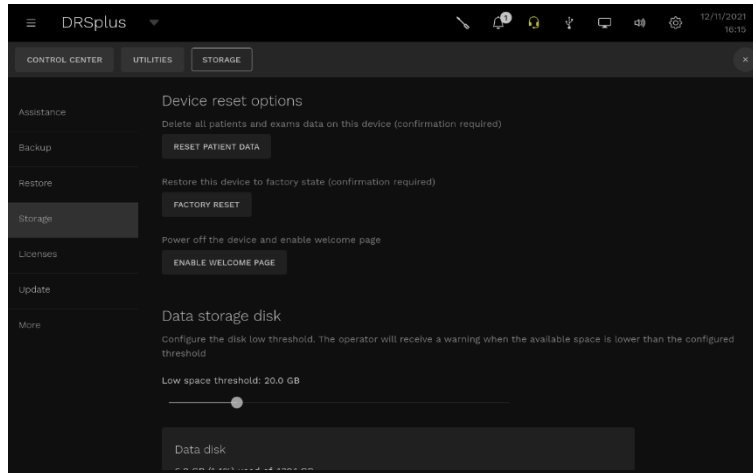 DRSplus
1
12/11/2021
16:15
CONTROL CENTER
UTILITIES
STORAGE
Assistance
Backup
Restore
Storage
Licenses
Update
More
Device reset options
Delete all patients and exams data on this device (confirmation required)
RESET PATIENT DATA
Restore this device to factory state (confirmation required)
FACTORY RESET
Power off the device and enable welcome page
ENABLE WELCOME PAGE
Data storage disk
Configure the disk low threshold. The operator will receive a warning when the available space is lower than the configured
threshold
Low space threshold: 20.0 GB
Data disk